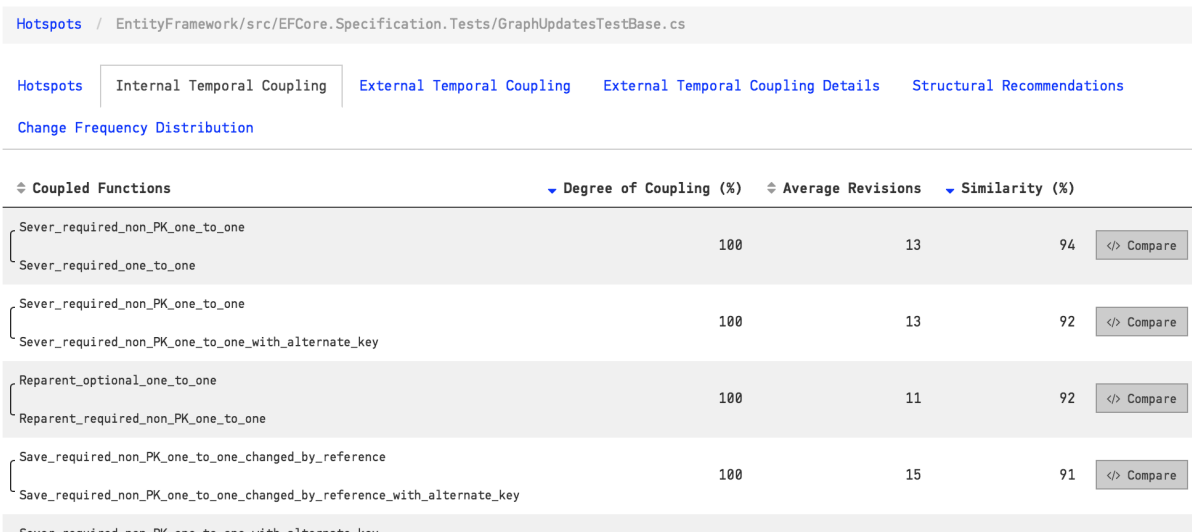 Hotspots / EntityFramework/src/EFCore.Specification.Tests/GraphUpdatesTestBase.cs
Hotspots Internal Temporal Coupling External Temporal Coupling External Temporal Coupling Details Structural Recommendations
Change Frequency Distribution
Coupled Functions Degree of Coupling (%) Average Revisions Similarity (%)
Sever_required_non_PK_one_to_one
100 13 94 </> Compare
Sever_required_one_to_one
Sever_required_non_PK_one_to_one
100 13 92 </> Compare
Sever_required_non_PK_one_to_one_with_alternate_key
Reparent_optional_one_to_one
100 11 92 </> Compare
Reparent_required_non_PK_one_to_one
Save_required_non_PK_one_to_one_changed_by_reference
100 15 91 </> Compare
Save_required_non_PK_one_to_one_changed_by_reference_with_alternate_key